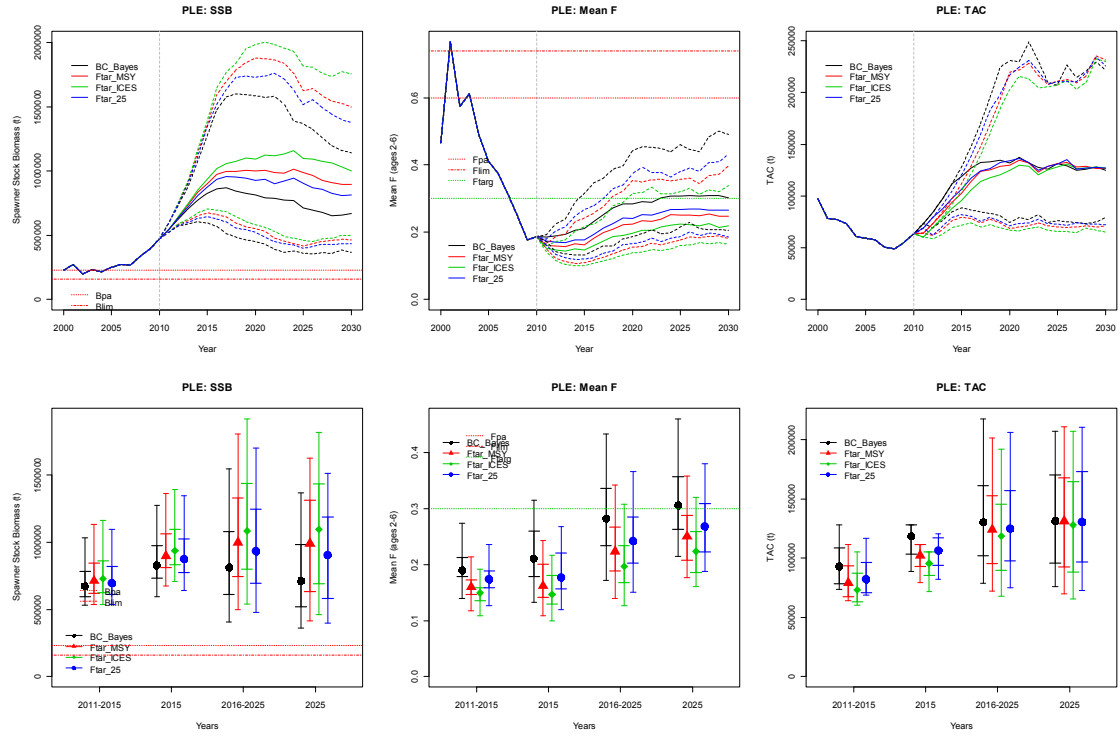 PLE: SSB
Spawner Stock Biomass (t)
2000000
1500000
1000000
500000
0
BC_Bayes
Ftar_MSY
Ftar_ICES
Ftar_25
Bpa
Blim
2000 2005 2010 2015 2020 2025 2030
Year
PLE: Mean F
Mean F (ages 2-6)
0.6
0.4
0.2
0.0
Fpa
Flim
Ftarg
BC_Bayes
Ftar_MSY
Ftar_ICES
Ftar_25
2000 2005 2010 2015 2020 2025 2030
Year
PLE: TAC
TAC (t)
250000
200000
150000
100000
50000
0
BC_Bayes
Ftar_MSY
Ftar_ICES
Ftar_25
2000 2005 2010 2015 2020 2025 2030
Year
PLE: SSB
Spawner Stock Biomass (t)
1500000
1000000
500000
0
Bpa
Blim
BC_Bayes
Ftar_MSY
Ftar_ICES
Ftar_25
2011-2015 2015 2016-2025 2025
Years
PLE: Mean F
Mean F (ages 2-6)
0.4
0.3
0.2
0.1
0.0
Fpa
BC_Bayes
Flim
Ftar_MSY
Ftarg
Ftar_ICES
Ftar_25
2011-2015 2015 2016-2025 2025
Years
PLE: TAC
TAC (t)
200000
150000
100000
50000
0
BC_Bayes
Ftar_MSY
Ftar_ICES
Ftar_25
2011-2015 2015 2016-2025 2025
Years